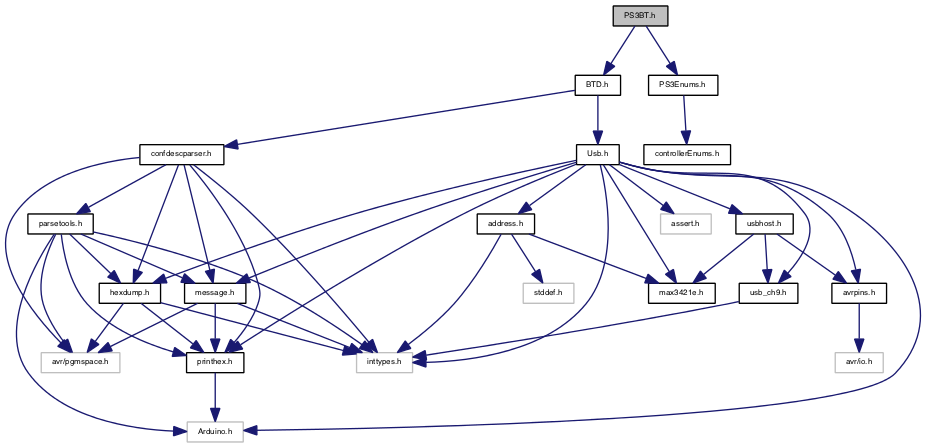 PS3BT.h
BTD.h
PS3Enums.h
confdescparser.h
Usb.h
controllerEnums.h
parsetools.h
address.h
assert.h
usbhost.h
hexdump.h
message.h
stddef.h
max3421e.h
usb_ch9.h
avrpins.h
avr/pgmspace.h
printhex.h
inttypes.h
avr/io.h
Arduino.h